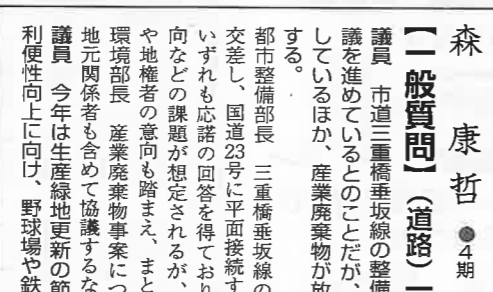 森　康哲 ●4期
【一般質問】（道路）一
議員　市道三重橋垂坂線の整備
議を進めているとのことだが、
しているほか、産業廃棄物が放
する。
都市整備部長　三重橋垂坂線の
交差し、国道23号に平面接続す
いずれも応諾の回答を得ており
向などの課題が想定されるが、
や地権者の意向も踏まえ、まと
環境部長　産業廃棄物事案につ
地元関係者も含めて協議するな
議員　今年は生産緑地更新の節
利便性向上に向け、野球場や鉄